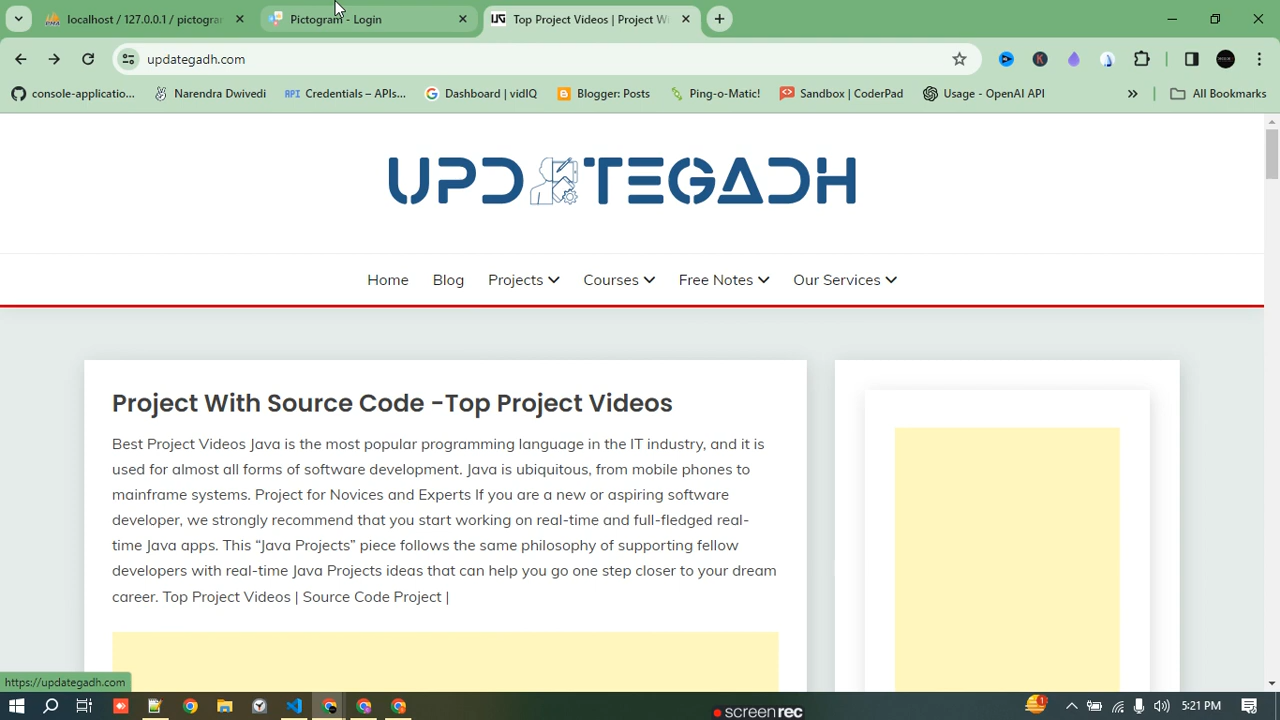 localhost / 127.0.0.1 / pictogra
Pictogram - Login
Top Project Videos | Project W
updategadh.com
console-applicatio...
Narendra Dwivedi
API
Credentials – APIs...
Dashboard | vidIQ
Blogger: Posts
Ping-o-Matic!
Sandbox | CoderPad
Usage - OpenAI API
»
All Bookmarks
UPDATEGADH
Home
Blog
Projects
Courses
Free Notes
Our Services
Project With Source Code -Top Project Videos
Best Project Videos Java is the most popular programming language in the IT industry, and it is
used for almost all forms of software development. Java is ubiquitous, from mobile phones to
mainframe systems. Project for Novices and Experts If you are a new or aspiring software
developer, we strongly recommend that you start working on real-time and full-fledged real-
time Java apps. This “Java Projects” piece follows the same philosophy of supporting fellow
developers with real-time Java Projects ideas that can help you go one step closer to your dream
career. Top Project Videos | Source Code Project |
https://updategadh.com
screenrec
1
5:21 PM